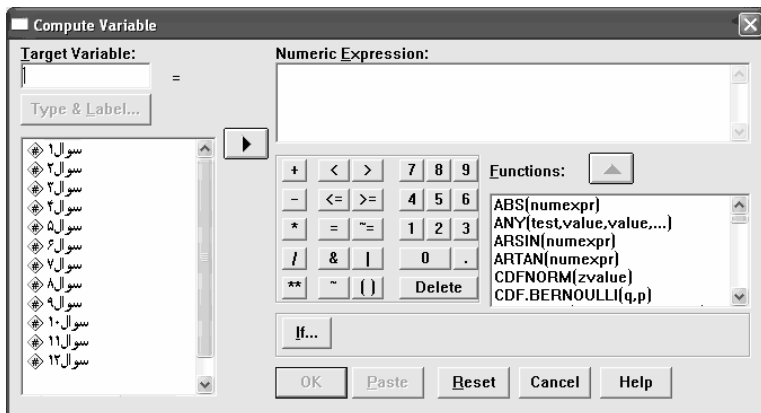 Compute Variable
Target Variable:
=
Type & Label...
سوال۱
سوال۲
سوال۳
سوال۴
سوال۵
سوال۶
سوال۷
سوال۸
سوال۹
سوال۱۰
سوال۱۱
سوال۱۲
Numeric Expression:
+ < > 7 8 9
- <= >= 4 5 6
* = ~= 1 2 3
/ & | 0 .
** ~ ( ) Delete
Functions:
ABS(numexpr)
ANY(test,value,value,...)
ARSIN(numexpr)
ARTAN(numexpr)
CDFNORM(zvalue)
CDF.BERNOULLI(q,p)
If...
OK Paste Reset Cancel Help